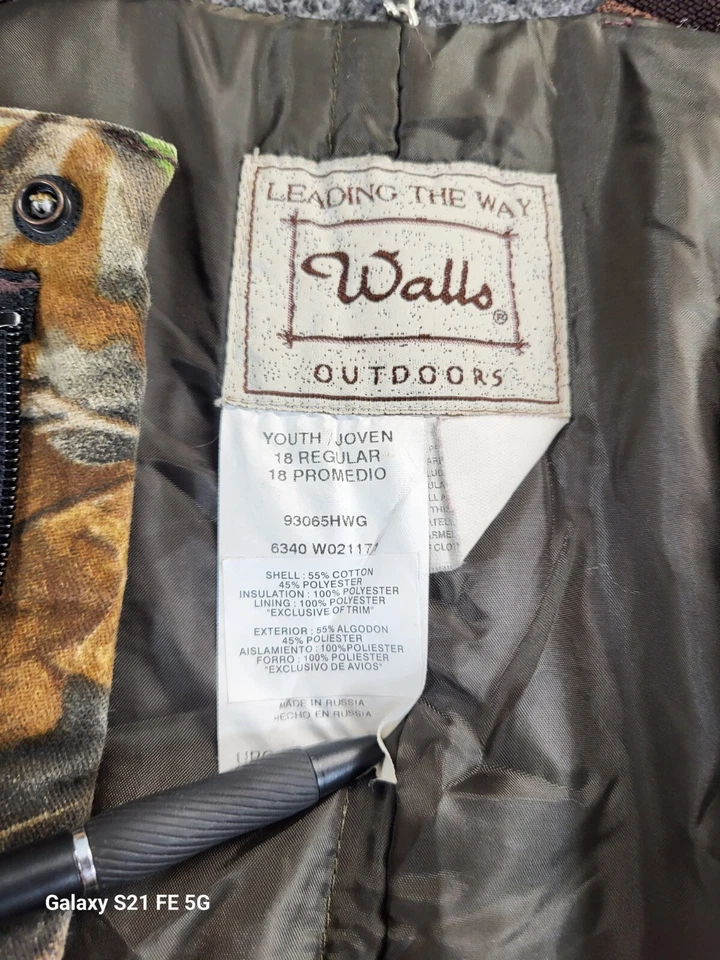 LEADING THE WAY
Walls®
OUTDOORS
YOUTH / JOVEN
18 REGULAR
18 PROMEDIO
93065HWG
6340
SHELL : 55% COTTON
45% POLYESTER
INSULATION : 100% POLYESTER
LINING : 100% POLYESTER
"EXCLUSIVE OF TRIM"
EXTERIOR : 55% ALGODON
45% POLIESTER
AISLAMIENTO : 100%POLIESTER
FORRO : 100% POLIESTER
"EXCLUSIVO DE AVIOS"
MADE IN RUSSIA
HECHO EN RUSSIA
Galaxy S21 FE 5G